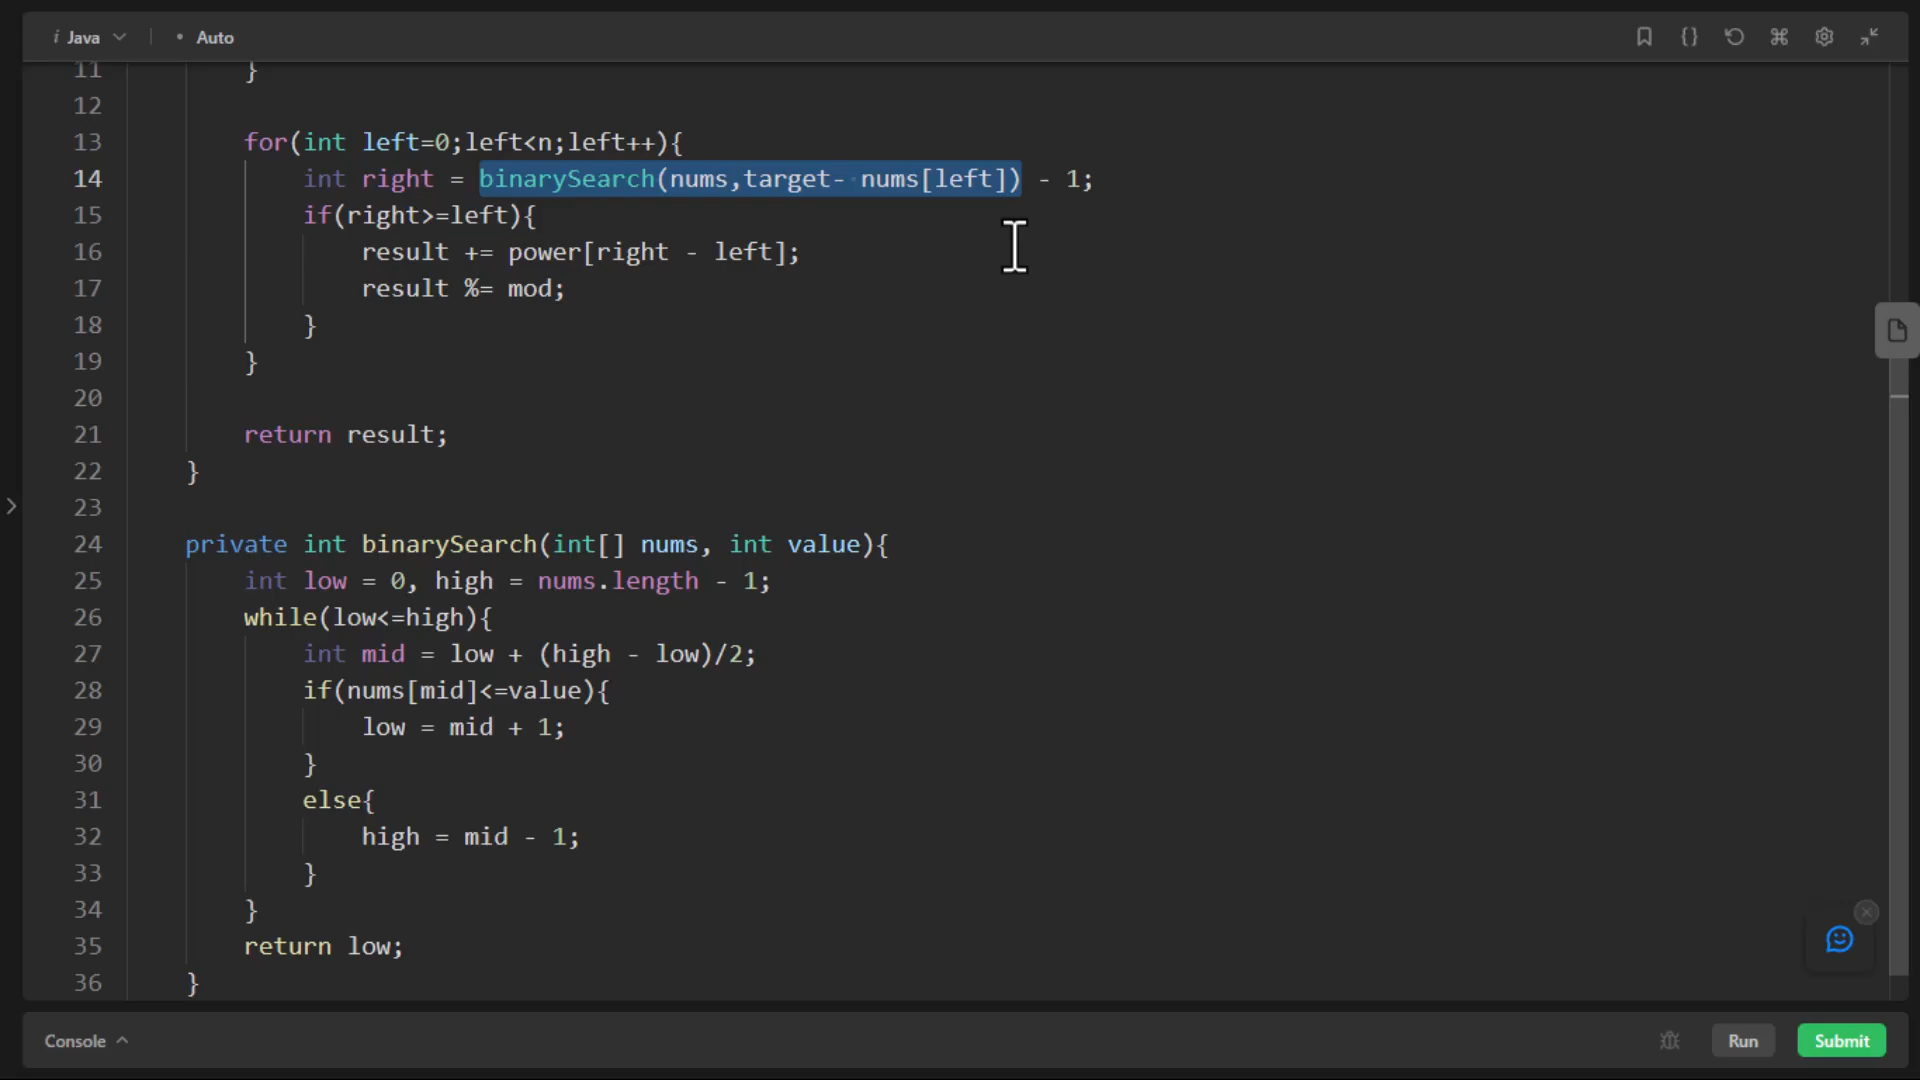 i Java • Auto
11 }
12
13 for(int left=0;left<n;left++){
14 int right = binarySearch(nums,target- nums[left]) - 1;
15 if(right>=left){
16 result += power[right - left];
17 result %= mod;
18 }
19 }
20
21 return result;
22 }
23
24 private int binarySearch(int[] nums, int value){
25 int low = 0, high = nums.length - 1;
26 while(low<=high){
27 int mid = low + (high - low)/2;
28 if(nums[mid]<=value){
29 low = mid + 1;
30 }
31 else{
32 high = mid - 1;
33 }
34 }
35 return low;
36 }
Console Run Submit